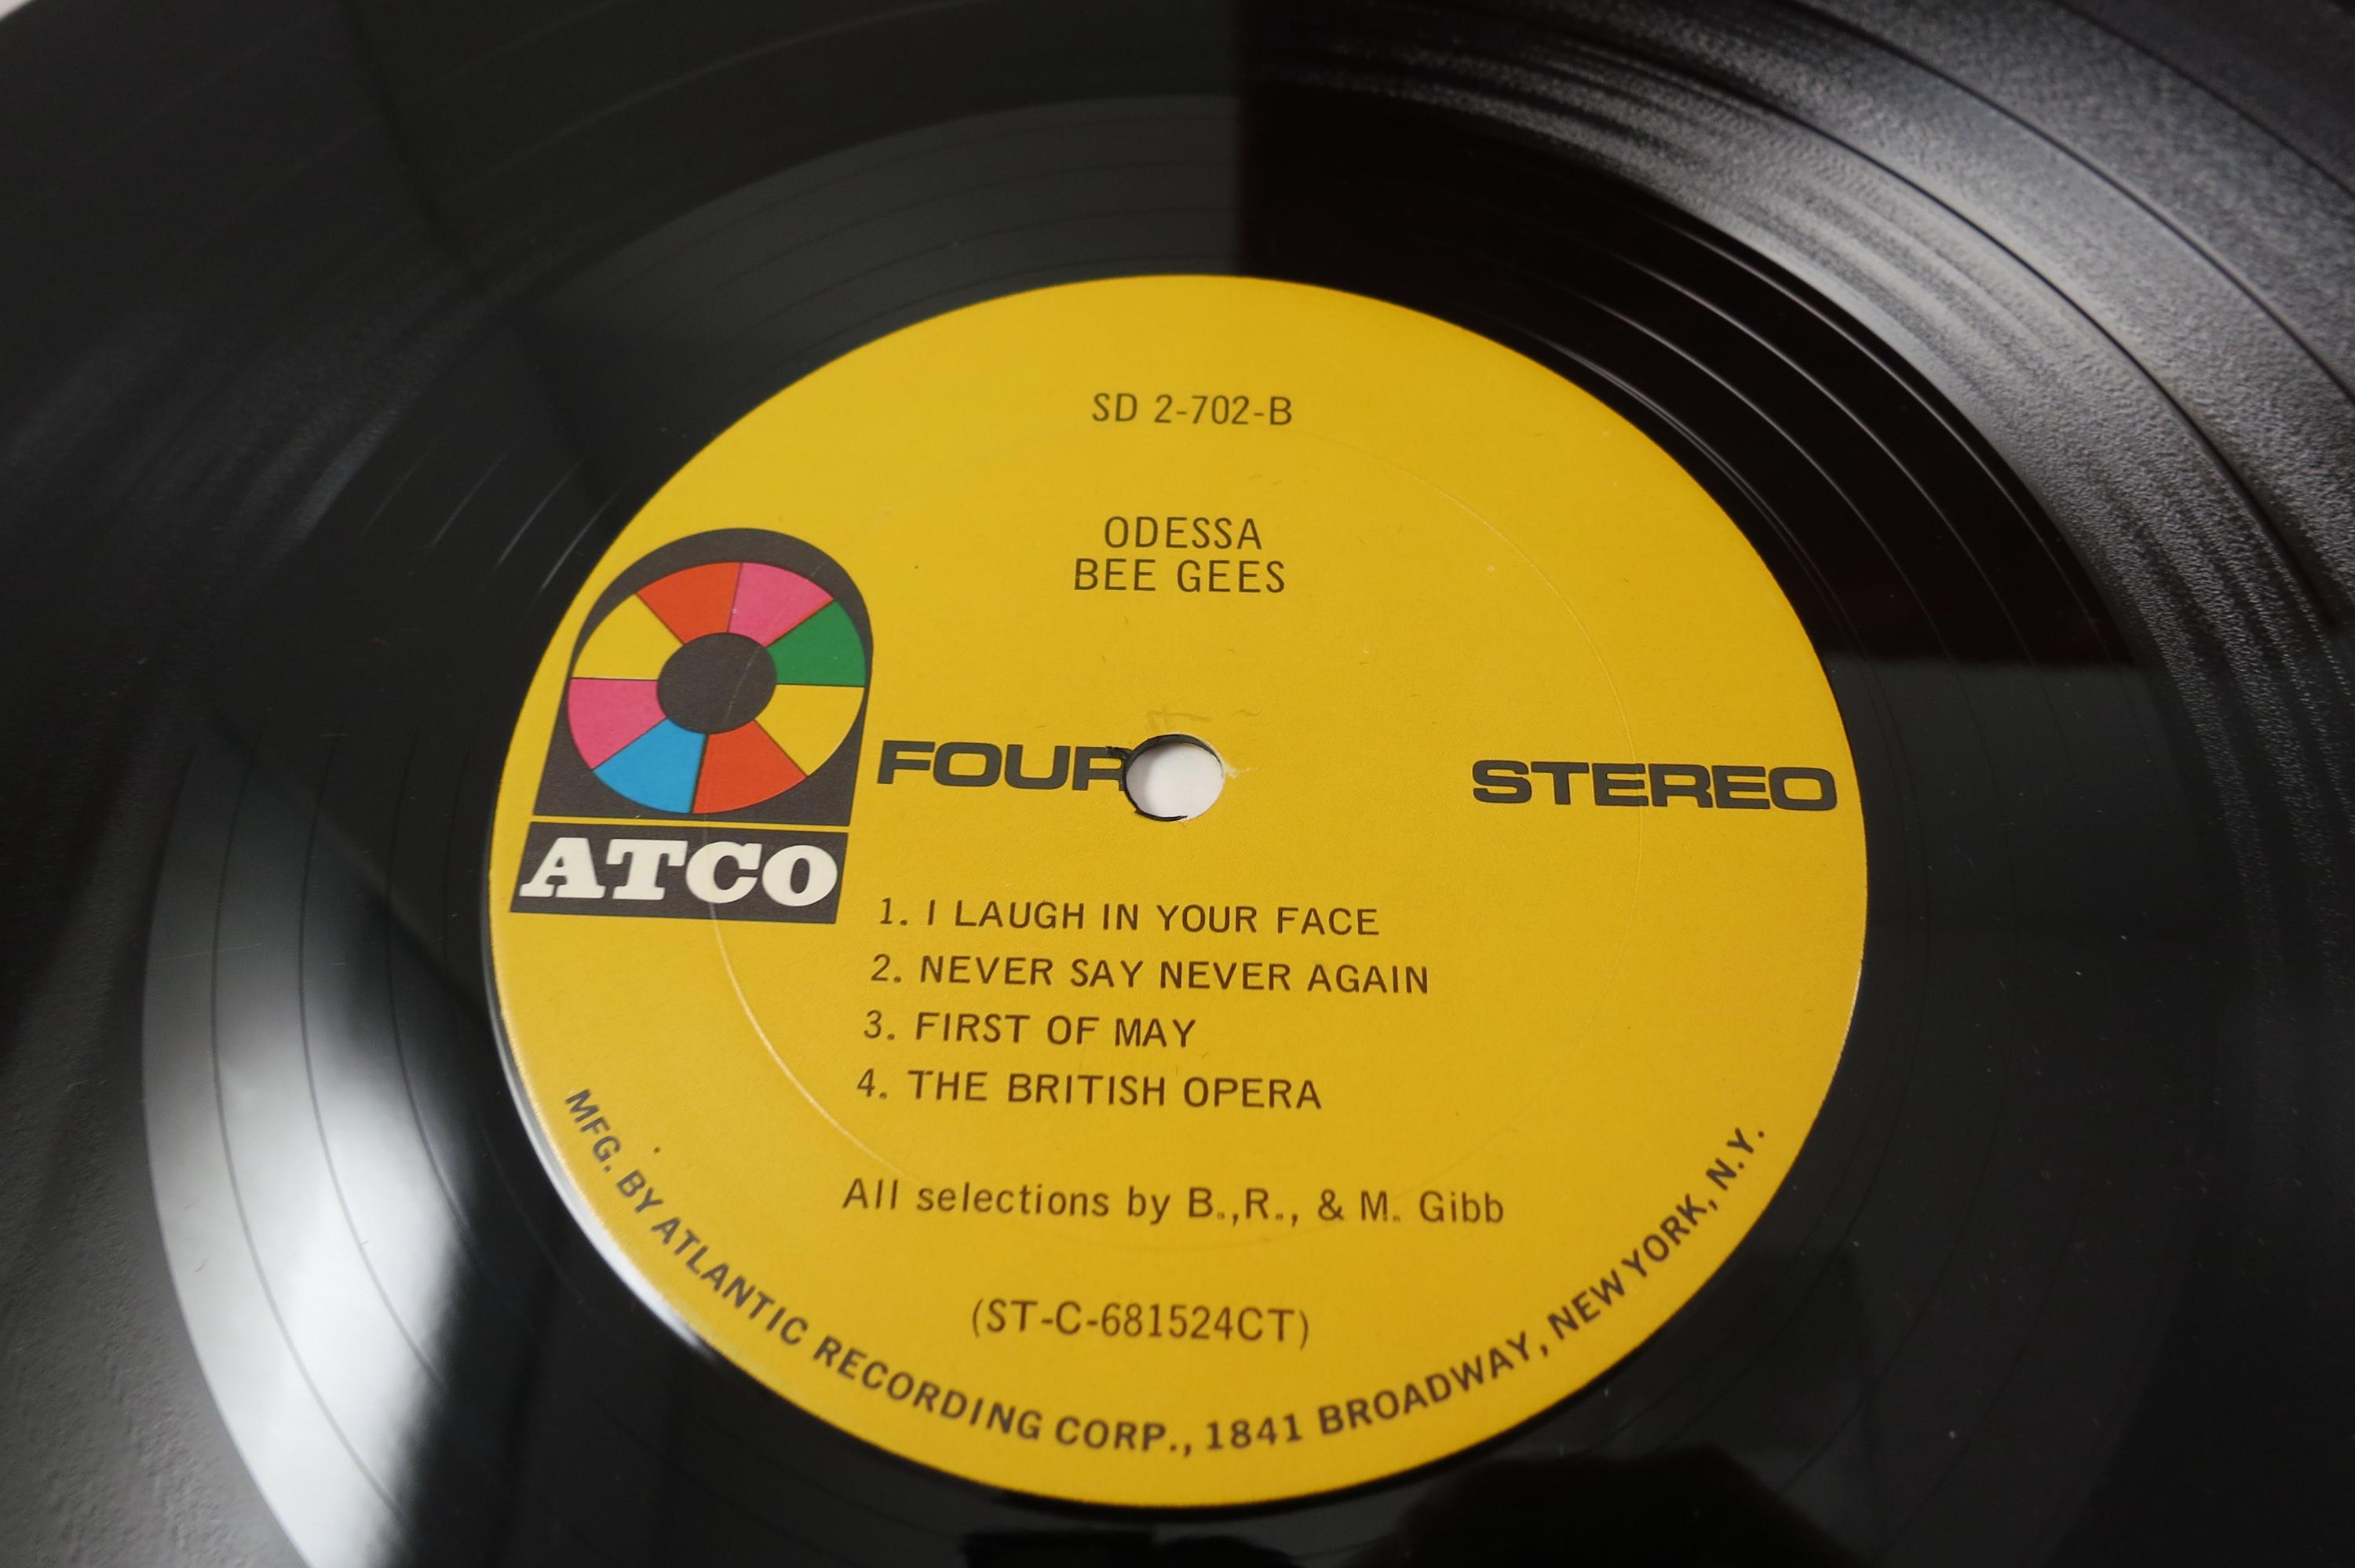 SD 2-702-B
ODESSA
BEE GEES
FOUR
STEREO
ATCO
1. I LAUGH IN YOUR FACE
2. NEVER SAY NEVER AGAIN
3. FIRST OF MAY
4. THE BRITISH OPERA
All selections by B.,R., & M. Gibb
(ST-C-681524CT)
MFG. BY ATLANTIC RECORDING CORP., 1841 BROADWAY, NEW YORK, N.Y.